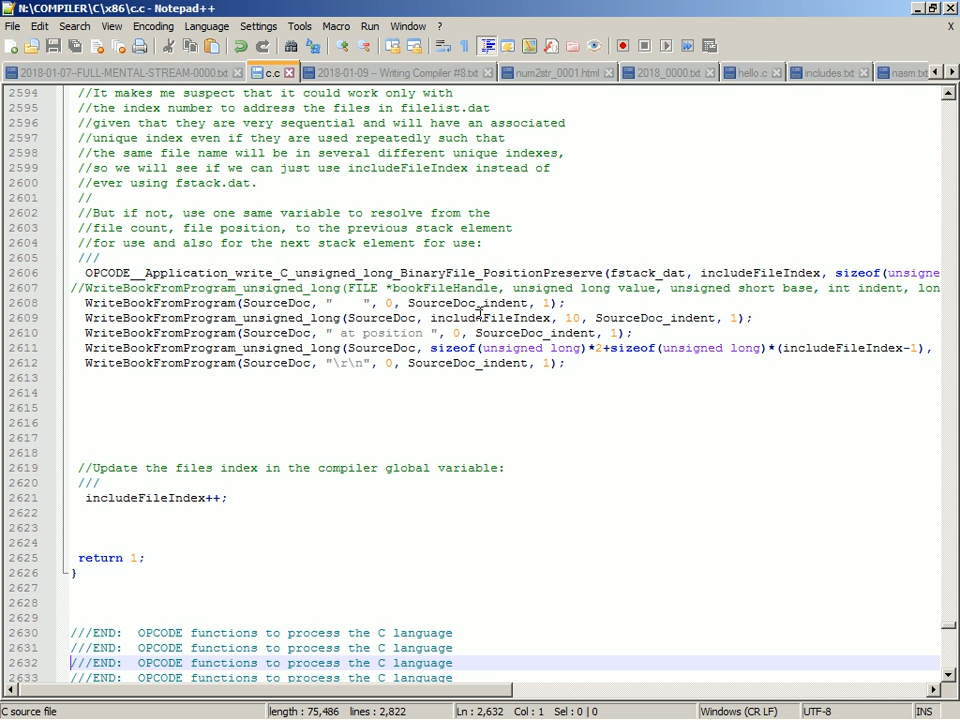 N:\COMPILER\C\x86\c.c - Notepad++
File Edit Search View Encoding Language Settings Tools Macro Run Window ?
X
2018-01-07-FULL-MENTAL-STREAM-0000.txt c.c 2018-01-09 – Writing Compiler #8.txt num2str_0001.html 2018_0000.txt hello.c includes.txt nasm.txt
2594 //It makes me suspect that it could work only with
2595 //the index number to address the files in filelist.dat
2596 //given that they are very sequential and will have an associated
2597 //unique index even if they are used repeatedly such that
2598 //the same file name will be in several different unique indexes,
2599 //so we will see if we can just use includeFileIndex instead of
2600 //ever using fstack.dat.
2601 //
2602 //But if not, use one same variable to resolve from the
2603 //file count, file position, to the previous stack element
2604 //for use and also for the next stack element for use:
2605 ///
2606 OPCODE__Application_write_C_unsigned_long_BinaryFile_PositionPreserve(fstack_dat, includeFileIndex, sizeof(unsigne
2607 //WriteBookFromProgram_unsigned_long(FILE *bookFileHandle, unsigned long value, unsigned short base, int indent, lon
2608 WriteBookFromProgram(SourceDoc, "    ", 0, SourceDoc_indent, 1);
2609 WriteBookFromProgram_unsigned_long(SourceDoc, includeFileIndex, 10, SourceDoc_indent, 1);
2610 WriteBookFromProgram(SourceDoc, " at position ", 0, SourceDoc_indent, 1);
2611 WriteBookFromProgram_unsigned_long(SourceDoc, sizeof(unsigned long)*2+sizeof(unsigned long)*(includeFileIndex-1),
2612 WriteBookFromProgram(SourceDoc, "\r\n", 0, SourceDoc_indent, 1);
2613
2614
2615
2616
2617
2618
2619 //Update the files index in the compiler global variable:
2620 ///
2621 includeFileIndex++;
2622
2623
2624
2625 return 1;
2626 }
2627
2628
2629
2630 ///END: OPCODE functions to process the C language
2631 ///END: OPCODE functions to process the C language
2632 ///END: OPCODE functions to process the C language
2633 ///END: OPCODE functions to process the C language
C source file length : 75,486 lines : 2,822 Ln : 2,632 Col : 1 Sel : 0 | 0 Windows (CR LF) UTF-8 INS